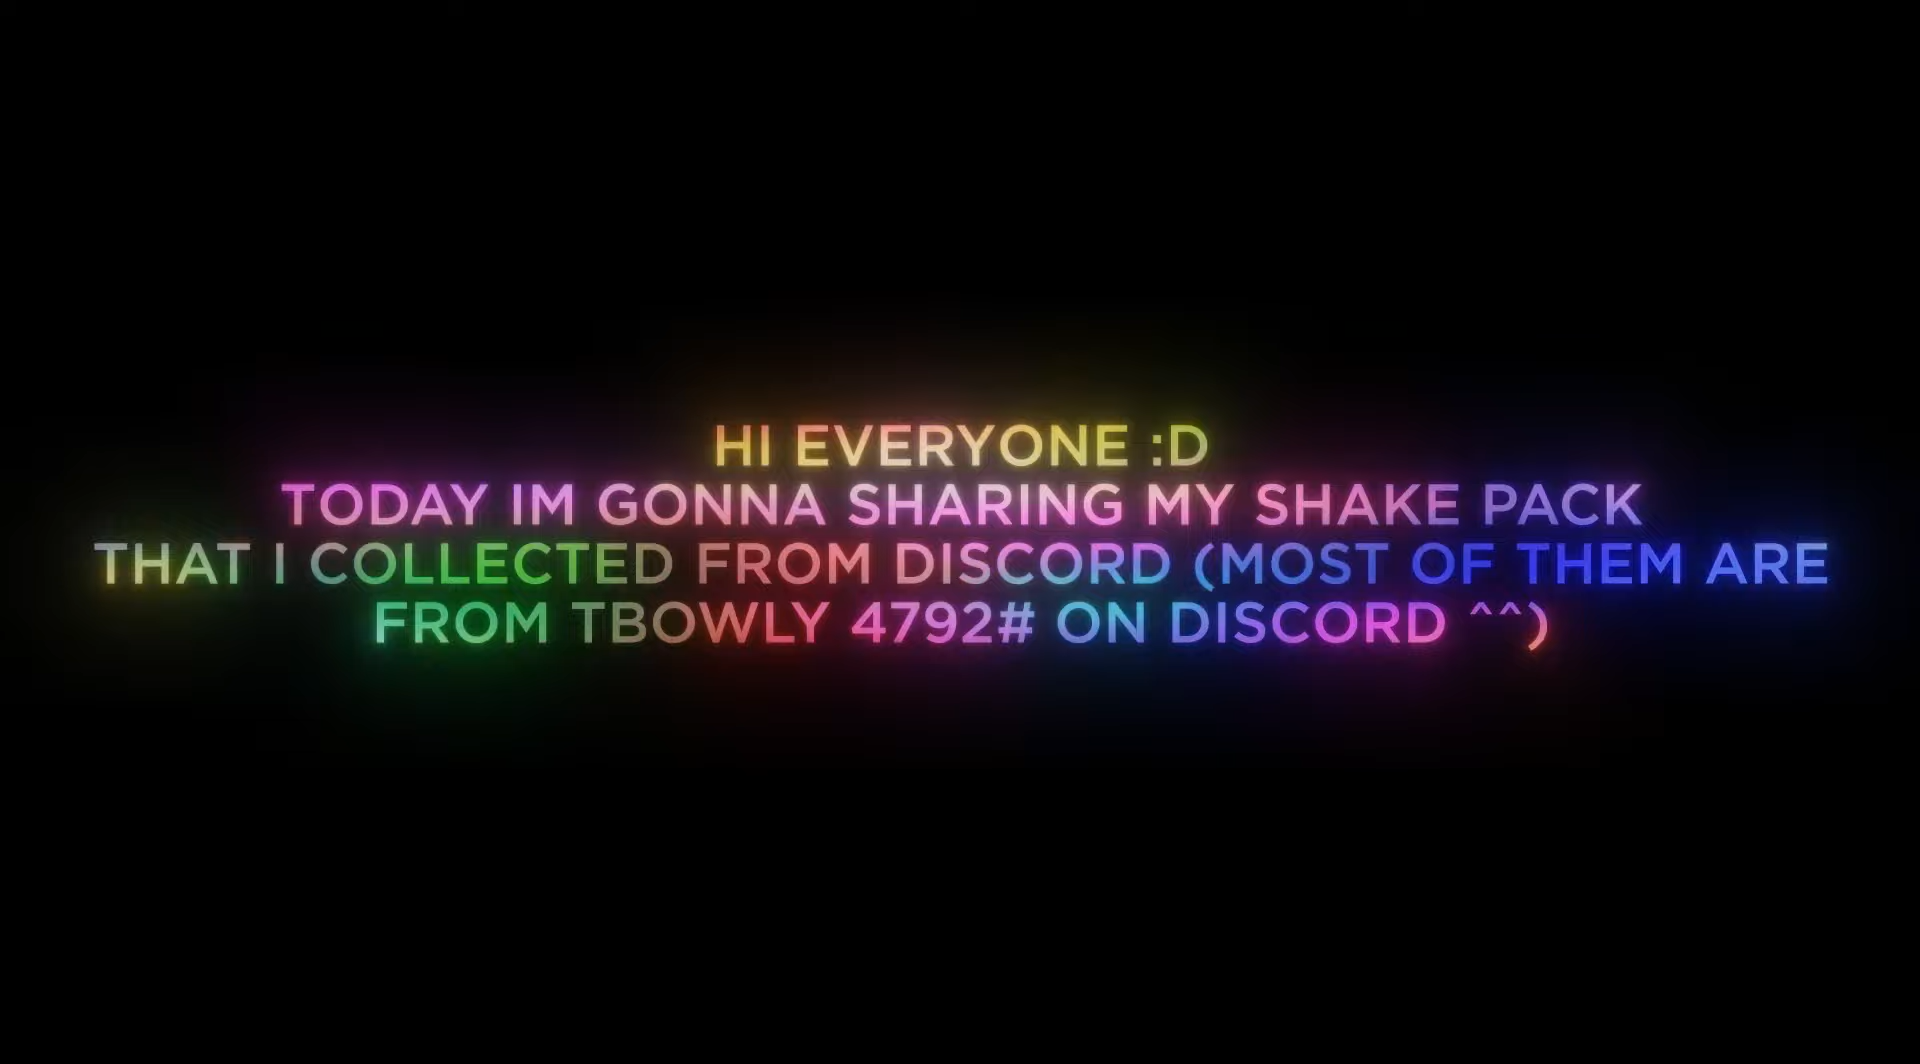 HI EVERYONE :D
TODAY IM GONNA SHARING MY SHAKE PACK
THAT I COLLECTED FROM DISCORD (MOST OF THEM ARE
FROM TBOWLY 4792# ON DISCORD ^^)